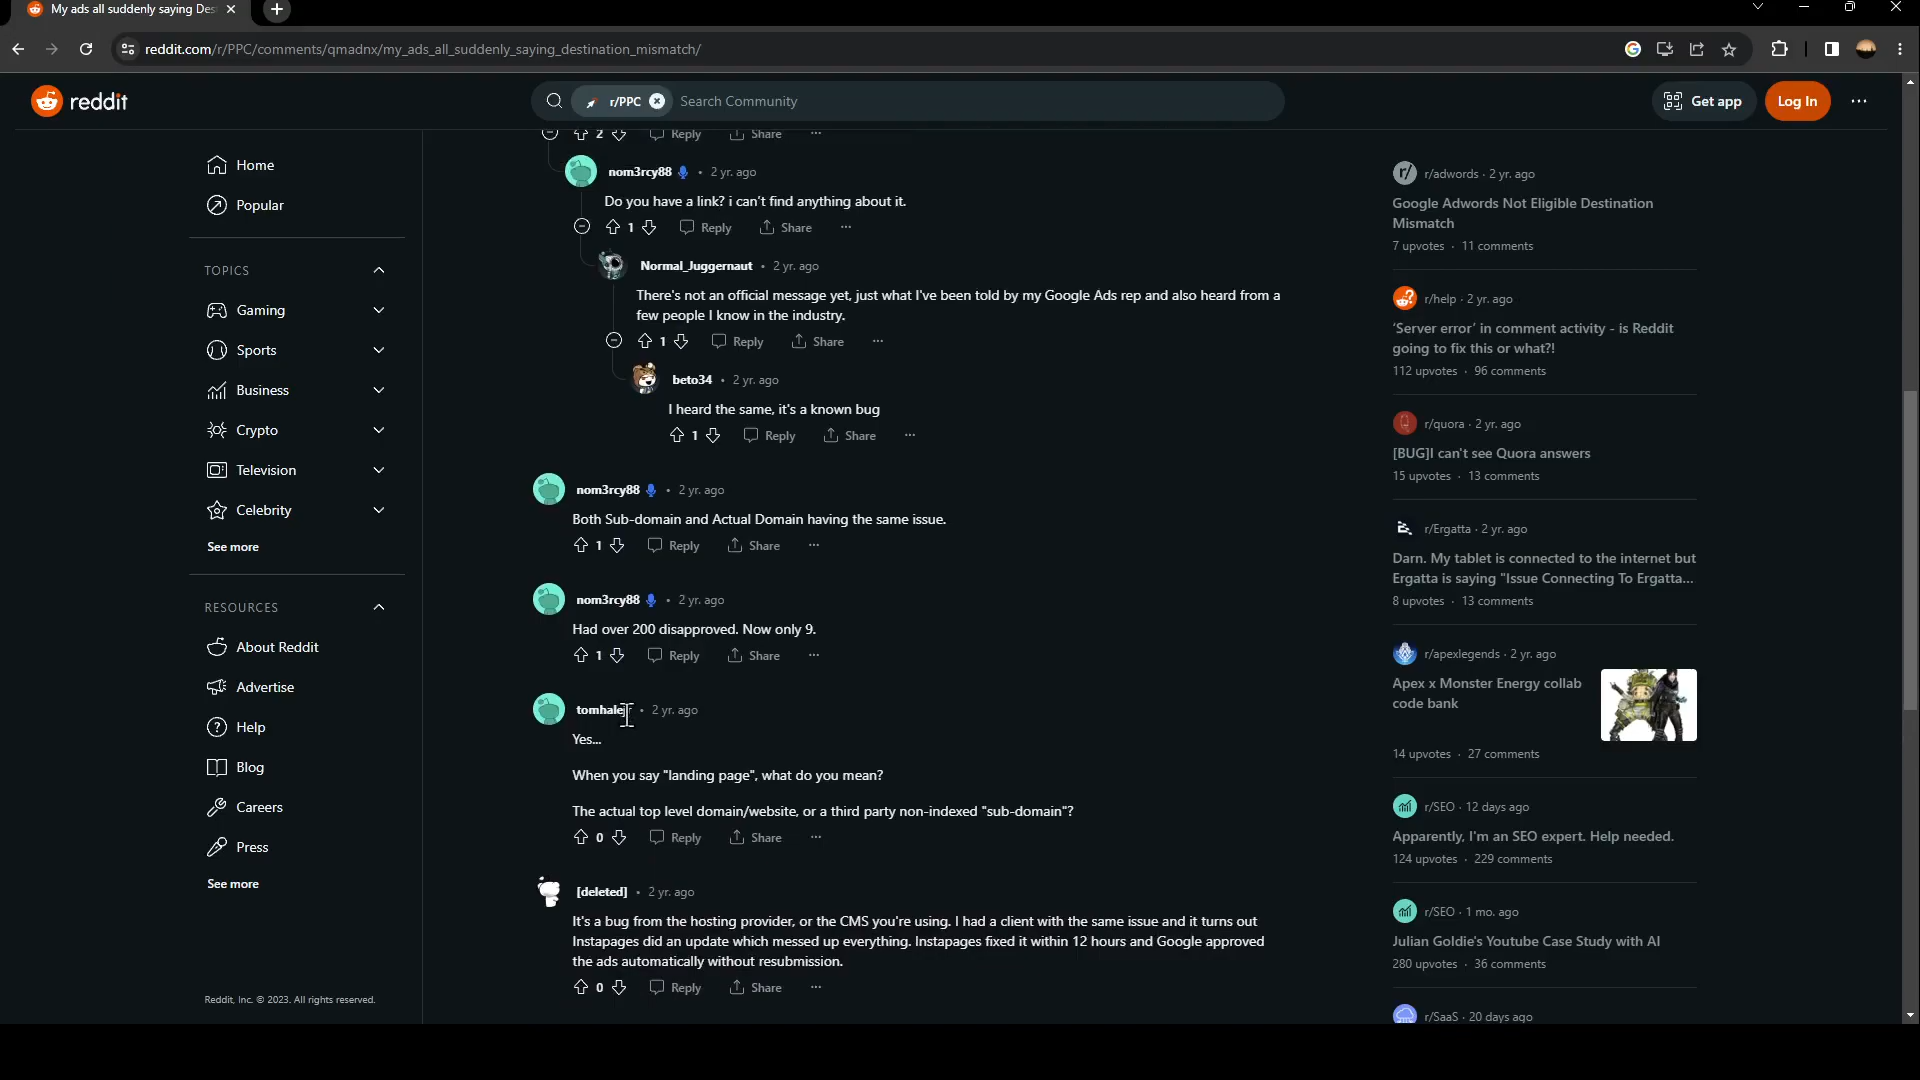 My ads all suddenly saying Des
reddit.com/r/PPC/comments/qmadnx/my_ads_all_suddenly_saying_destination_mismatch/
reddit
r/PPC
Search Community
Get app
Log In
Home
Popular
TOPICS
Gaming
Sports
Business
Crypto
Television
Celebrity
See more
RESOURCES
About Reddit
Advertise
Help
Blog
Careers
Press
See more
Reddit, Inc. © 2023. All rights reserved.
2 Reply Share
nom3rcy88 • 2 yr. ago
Do you have a link? i can't find anything about it.
1 Reply Share
Normal_Juggernaut • 2 yr. ago
There's not an official message yet, just what I've been told by my Google Ads rep and also heard from a
few people I know in the industry.
1 Reply Share
beto34 • 2 yr. ago
I heard the same, it's a known bug
1 Reply Share
nom3rcy88 • 2 yr. ago
Both Sub-domain and Actual Domain having the same issue.
1 Reply Share
nom3rcy88 • 2 yr. ago
Had over 200 disapproved. Now only 9.
1 Reply Share
• 2 yr. ago
Yes...
When you say "landing page", what do you mean?
The actual top level domain/website, or a third party non-indexed "sub-domain"?
0 Reply Share
[deleted] • 2 yr. ago
It's a bug from the hosting provider, or the CMS you're using. I had a client with the same issue and it turns out
Instapages did an update which messed up everything. Instapages fixed it within 12 hours and Google approved
the ads automatically without resubmission.
0 Reply Share
r/adwords · 2 yr. ago
Google Adwords Not Eligible Destination
Mismatch
7 upvotes · 11 comments
r/help · 2 yr. ago
'Server error' in comment activity - is Reddit
going to fix this or what?!
112 upvotes · 96 comments
r/quora · 2 yr. ago
[BUG]I can't see Quora answers
15 upvotes · 13 comments
r/Ergatta · 2 yr. ago
Darn. My tablet is connected to the internet but
Ergatta is saying "Issue Connecting To Ergatta...
8 upvotes · 13 comments
r/apexlegends · 2 yr. ago
Apex x Monster Energy collab
code bank
14 upvotes · 27 comments
r/SEO · 12 days ago
Apparently, I'm an SEO expert. Help needed.
124 upvotes · 229 comments
r/SEO · 1 mo. ago
Julian Goldie's Youtube Case Study with AI
280 upvotes · 36 comments
r/SaaS · 20 days ago